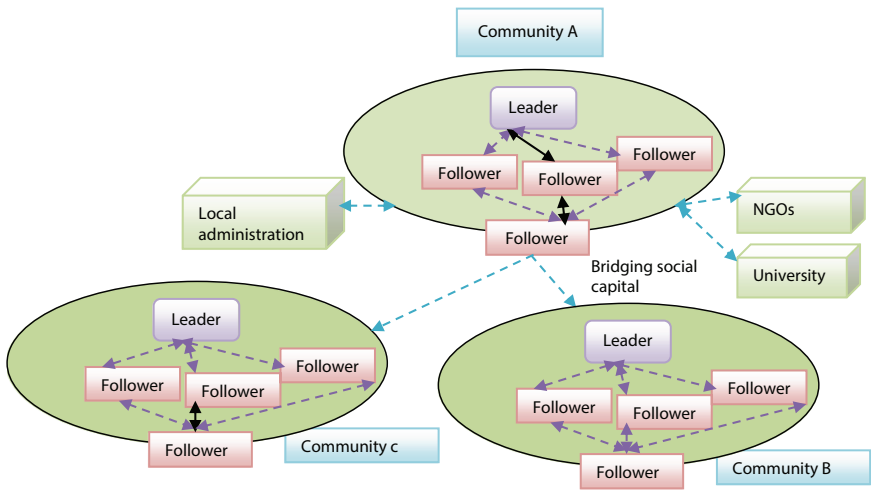 Community A
Leader
Follower
Follower
Follower
Local
administration
NGOs
Follower
Bridging social
capital
University
Leader
Follower
Follower
Follower
Follower
Community c
Leader
Follower
Follower
Follower
Follower
Community B